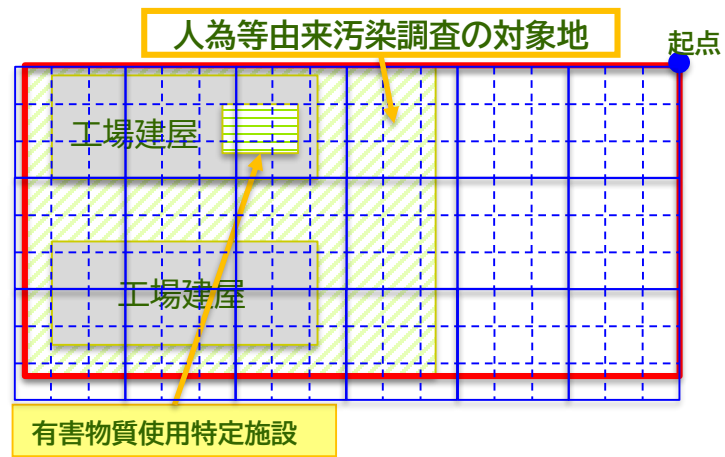 人為等由来汚染調査の対象地
起点
工場建屋
工場建屋
有害物質使用特定施設